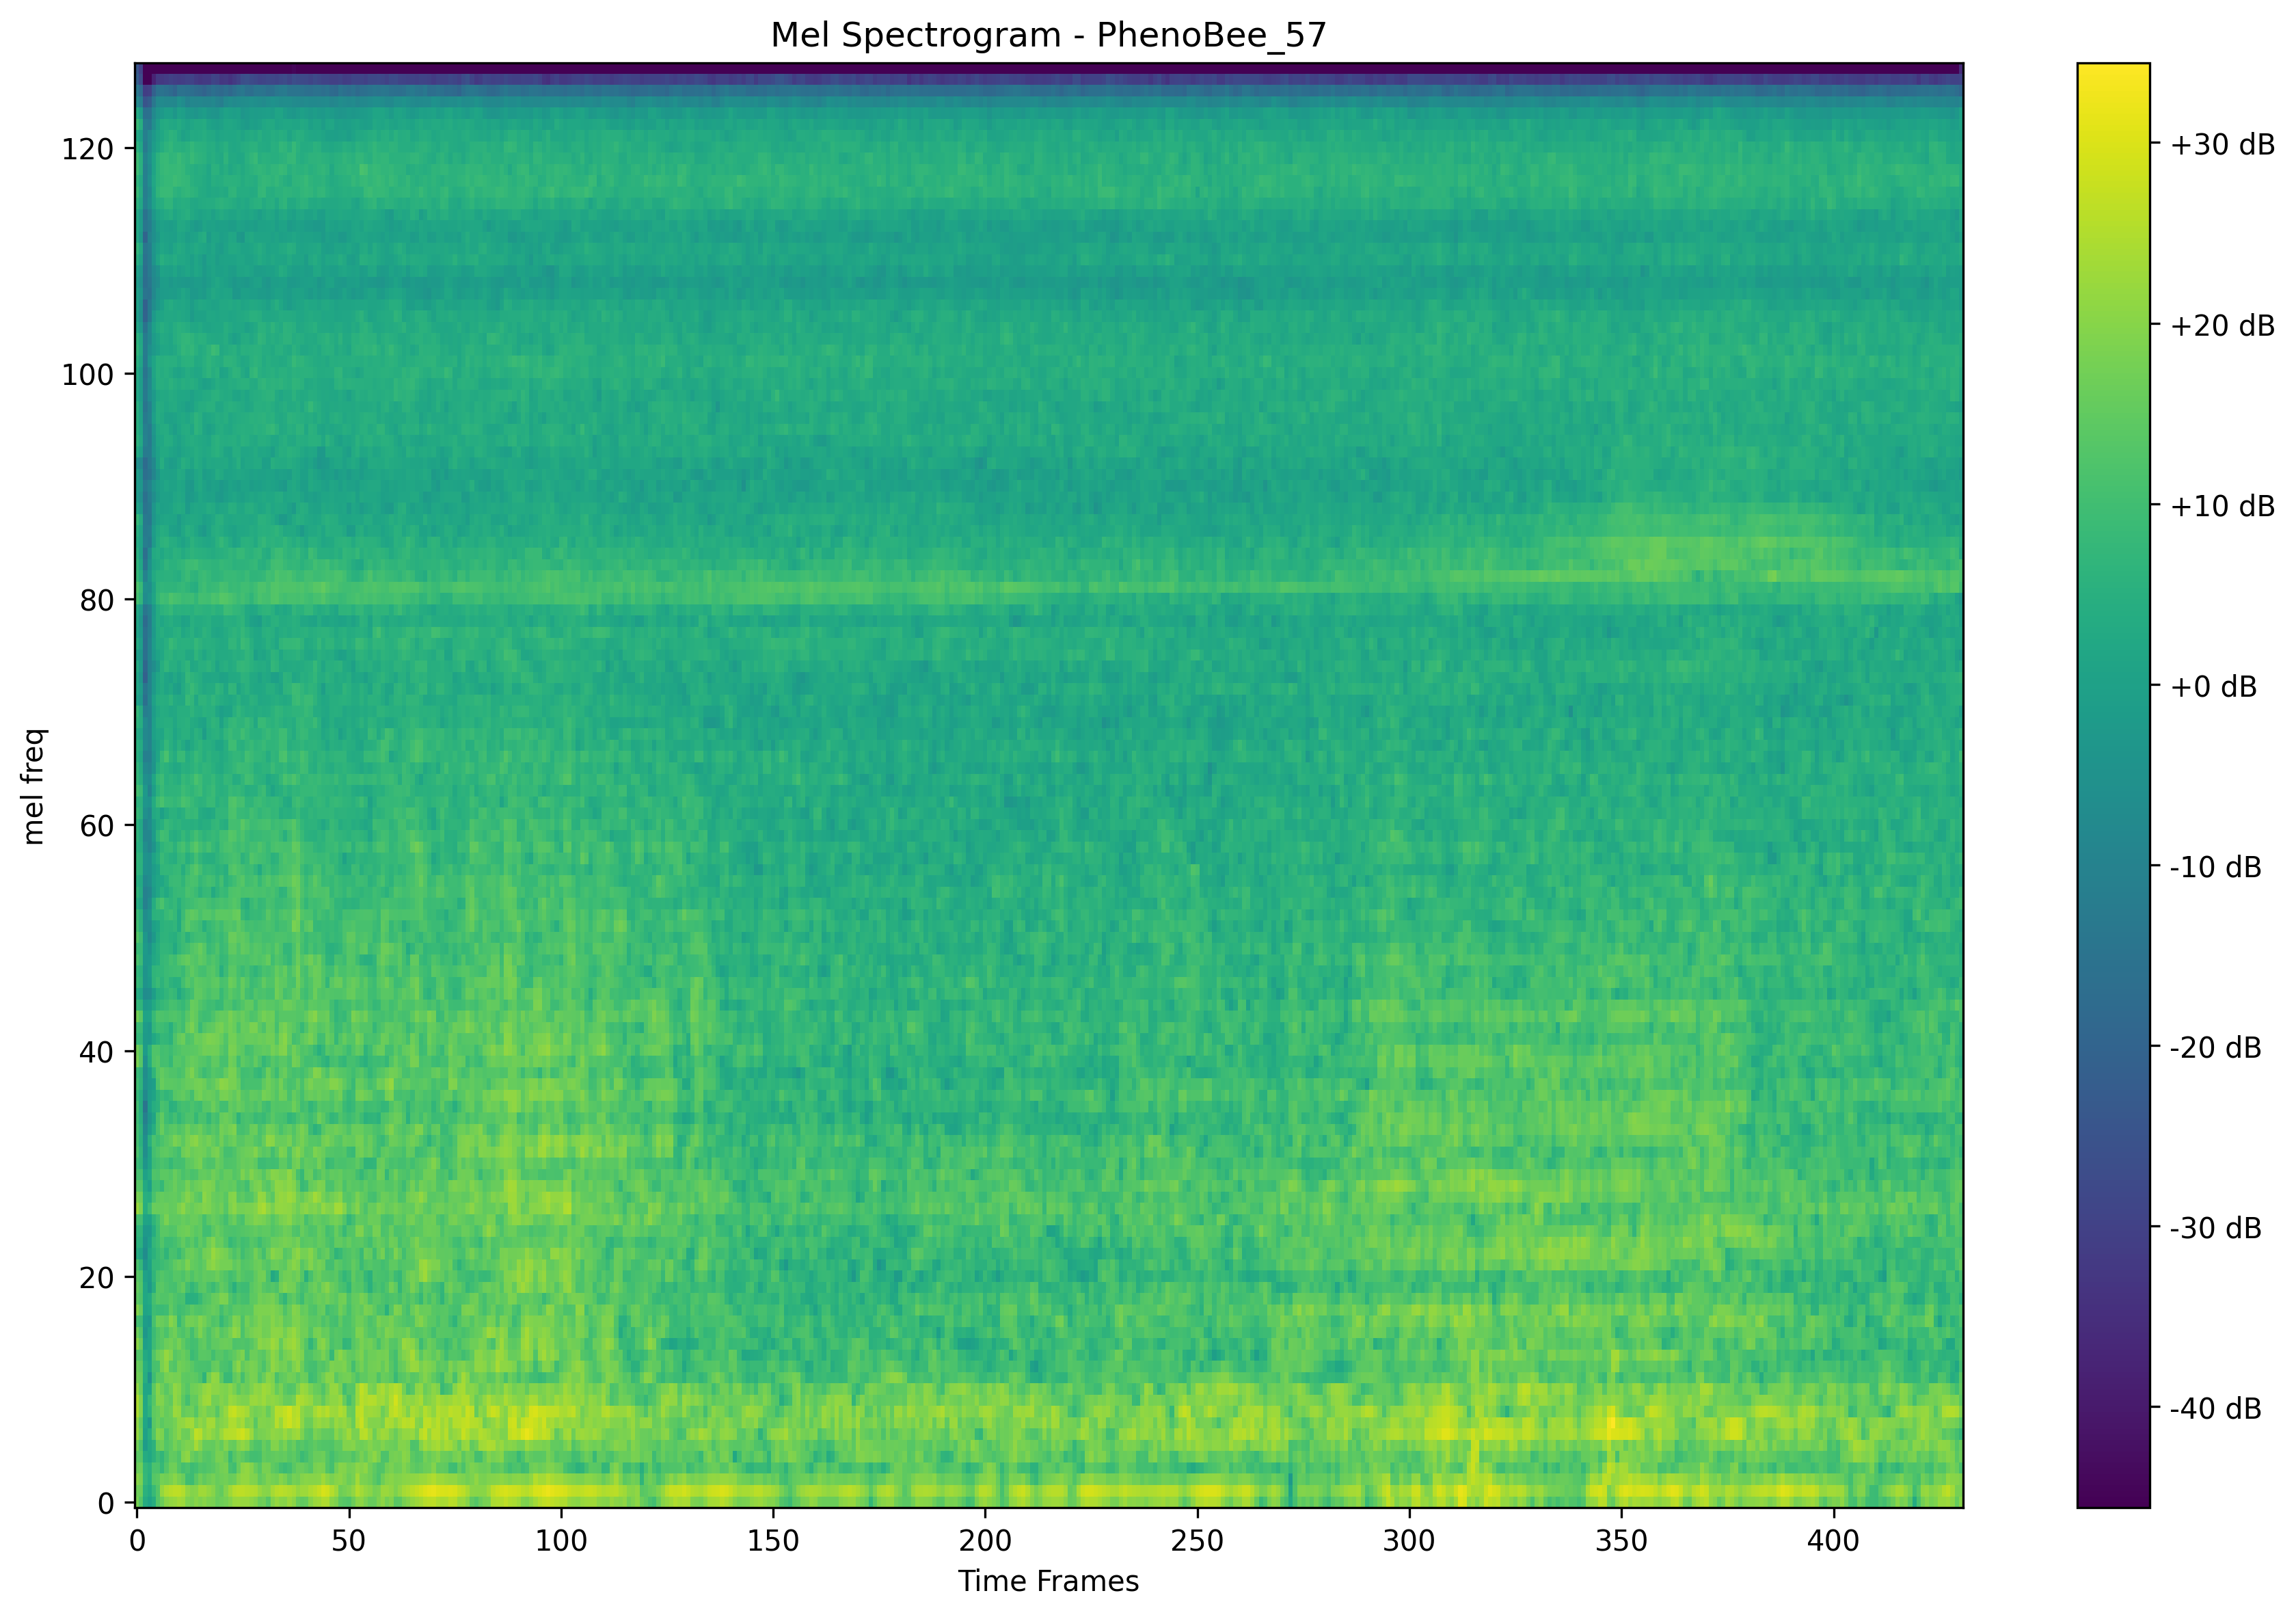 Mel Spectrogram - PhenoBee_57
mel freq
120
100
80
60
40
20
0
0 50 100 150 200 250 300 350 400
Time Frames
+30 dB
+20 dB
+10 dB
+0 dB
-10 dB
-20 dB
-30 dB
-40 dB